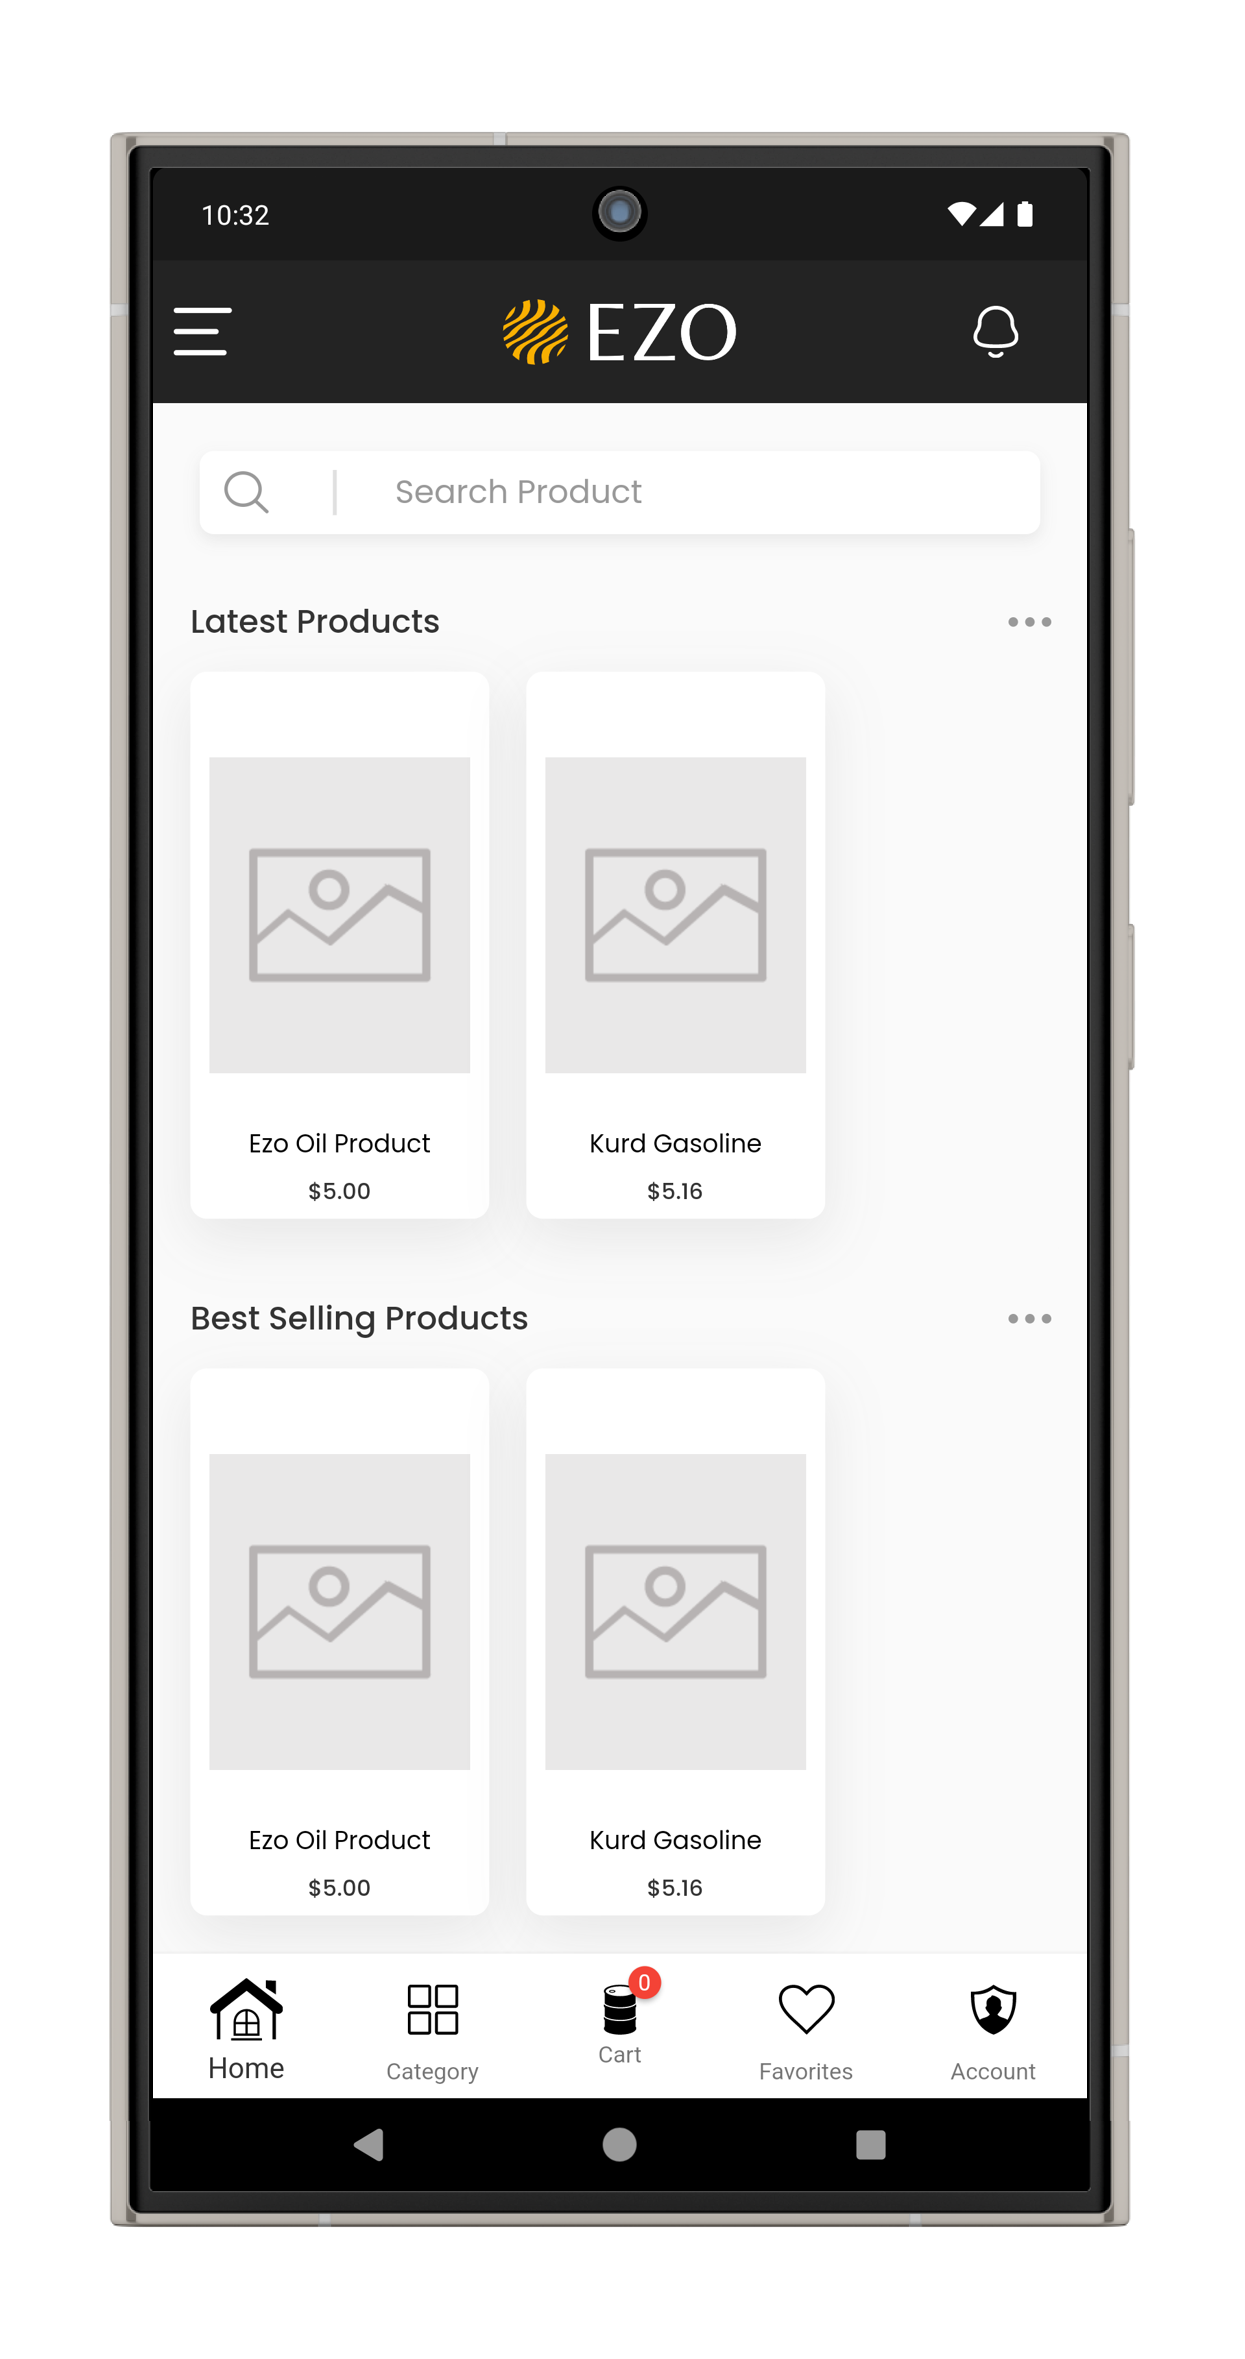 10:32
EZO
Search Product
Latest Products
Ezo Oil Product
$5.00
Kurd Gasoline
$5.16
Best Selling Products
Ezo Oil Product
$5.00
Kurd Gasoline
$5.16
0
Home
Category
Cart
Favorites
Account